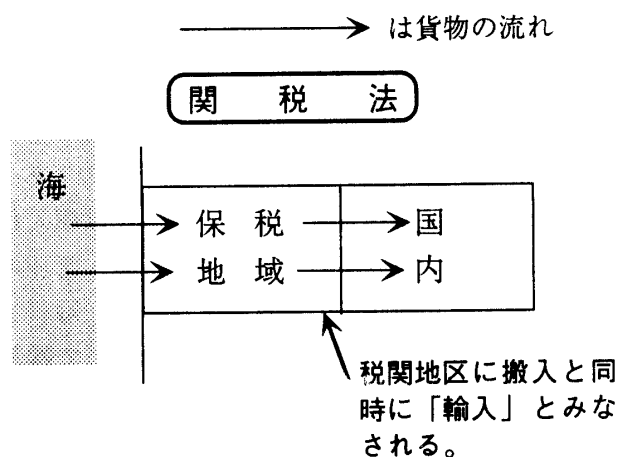 は貨物の流れ
関税法
海
保税 国
地域 内
税関地区に搬入と同
時に「輸入」とみな
される。